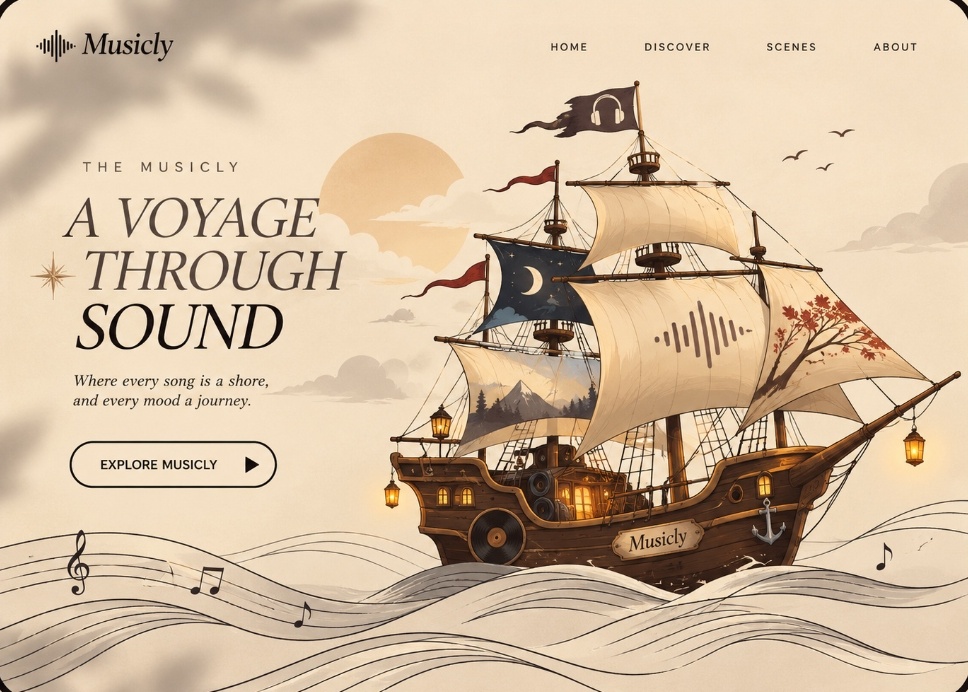 Musicly
HOME DISCOVER SCENES ABOUT
THE MUSICLY
A VOYAGE
THROUGH
SOUND
Where every song is a shore,
and every mood a journey.
EXPLORE MUSICLY
Musicly